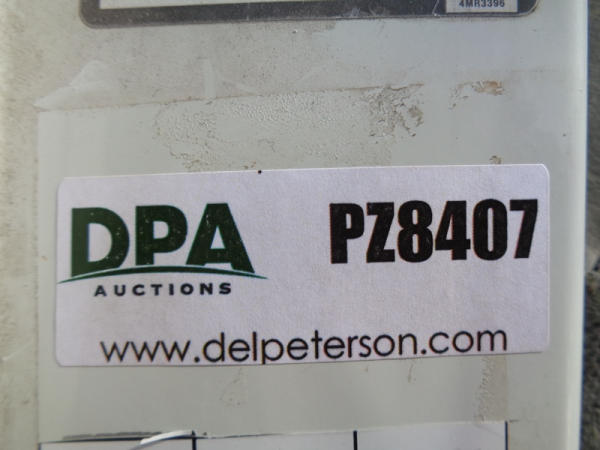 4MR3396
DPA
AUCTIONS
PZ8407
www.delpeterson.com